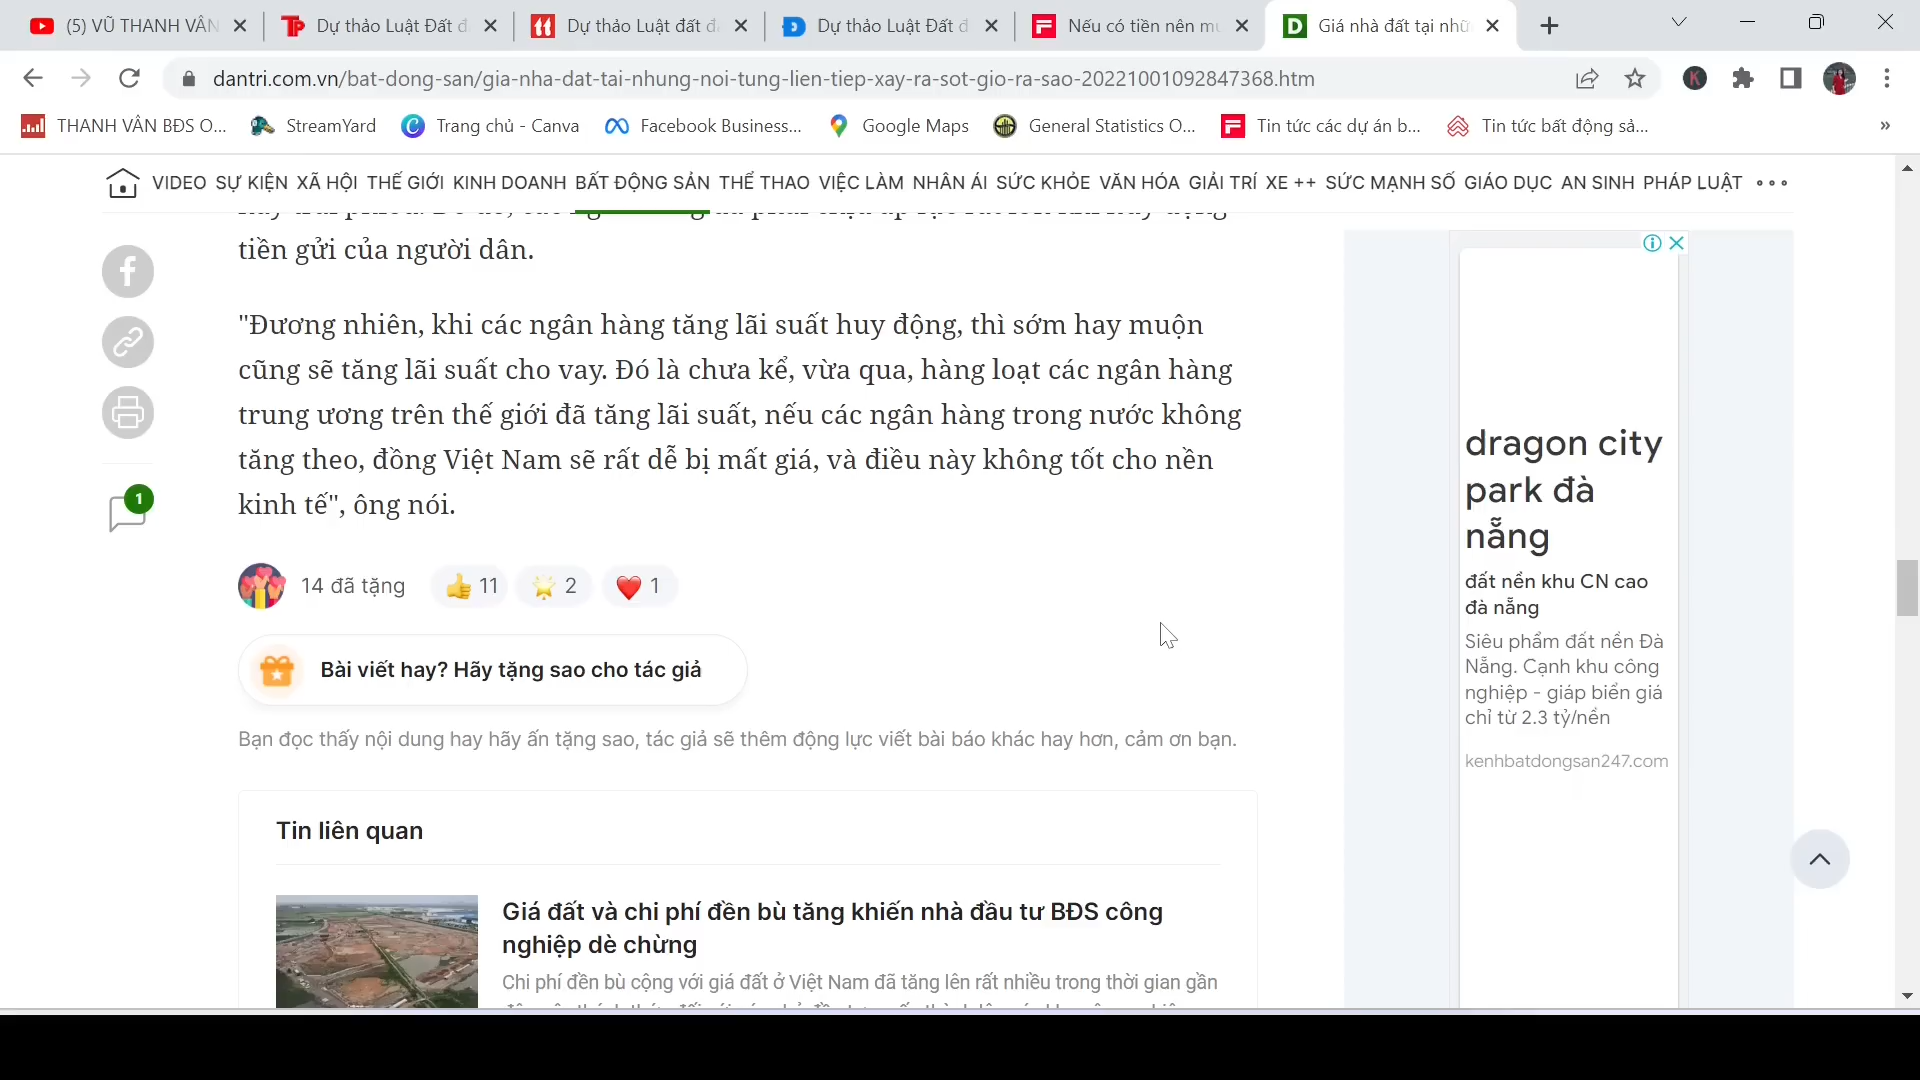 (5) VŨ THANH VÂN
Dự thảo Luật Đất đ
Dự thảo Luật đất đa
Dự thảo Luật Đất đ
Nếu có tiền nên mu
Giá nhà đất tại nhữ
dantri.com.vn/bat-dong-san/gia-nha-dat-tai-nhung-noi-tung-lien-tiep-xay-ra-sot-gio-ra-sao-20221001092847368.htm
K
THANH VÂN BĐS O...
StreamYard
Trang chủ - Canva
Facebook Business...
Google Maps
General Statistics O...
Tin tức các dự án b...
Tin tức bất động sả...
»
VIDEO SỰ KIỆN XÃ HỘI THẾ GIỚI KINH DOANH BẤT ĐỘNG SẢN THỂ THAO VIỆC LÀM NHÂN ÁI SỨC KHỎE VĂN HÓA GIẢI TRÍ XE ++ SỨC MẠNH SỐ GIÁO DỤC AN SINH PHÁP LUẬT
tiền gửi của người dân.
"Đương nhiên, khi các ngân hàng tăng lãi suất huy động, thì sớm hay muộn
cũng sẽ tăng lãi suất cho vay. Đó là chưa kể, vừa qua, hàng loạt các ngân hàng
trung ương trên thế giới đã tăng lãi suất, nếu các ngân hàng trong nước không
tăng theo, đồng Việt Nam sẽ rất dễ bị mất giá, và điều này không tốt cho nền
kinh tế", ông nói.
1
14 đã tặng
11
2
1
Bài viết hay? Hãy tặng sao cho tác giả
Bạn đọc thấy nội dung hay hãy ấn tặng sao, tác giả sẽ thêm động lực viết bài báo khác hay hơn, cảm ơn bạn.
Tin liên quan
Giá đất và chi phí đền bù tăng khiến nhà đầu tư BĐS công
nghiệp dè chừng
Chi phí đền bù cộng với giá đất ở Việt Nam đã tăng lên rất nhiều trong thời gian gần
dragon city
park đà
nẵng
đất nền khu CN cao
đà nẵng
Siêu phẩm đất nền Đà
Nẵng. Cạnh khu công
nghiệp - giáp biển giá
chỉ từ 2.3 tỷ/nền
kenhbatdongsan247.com